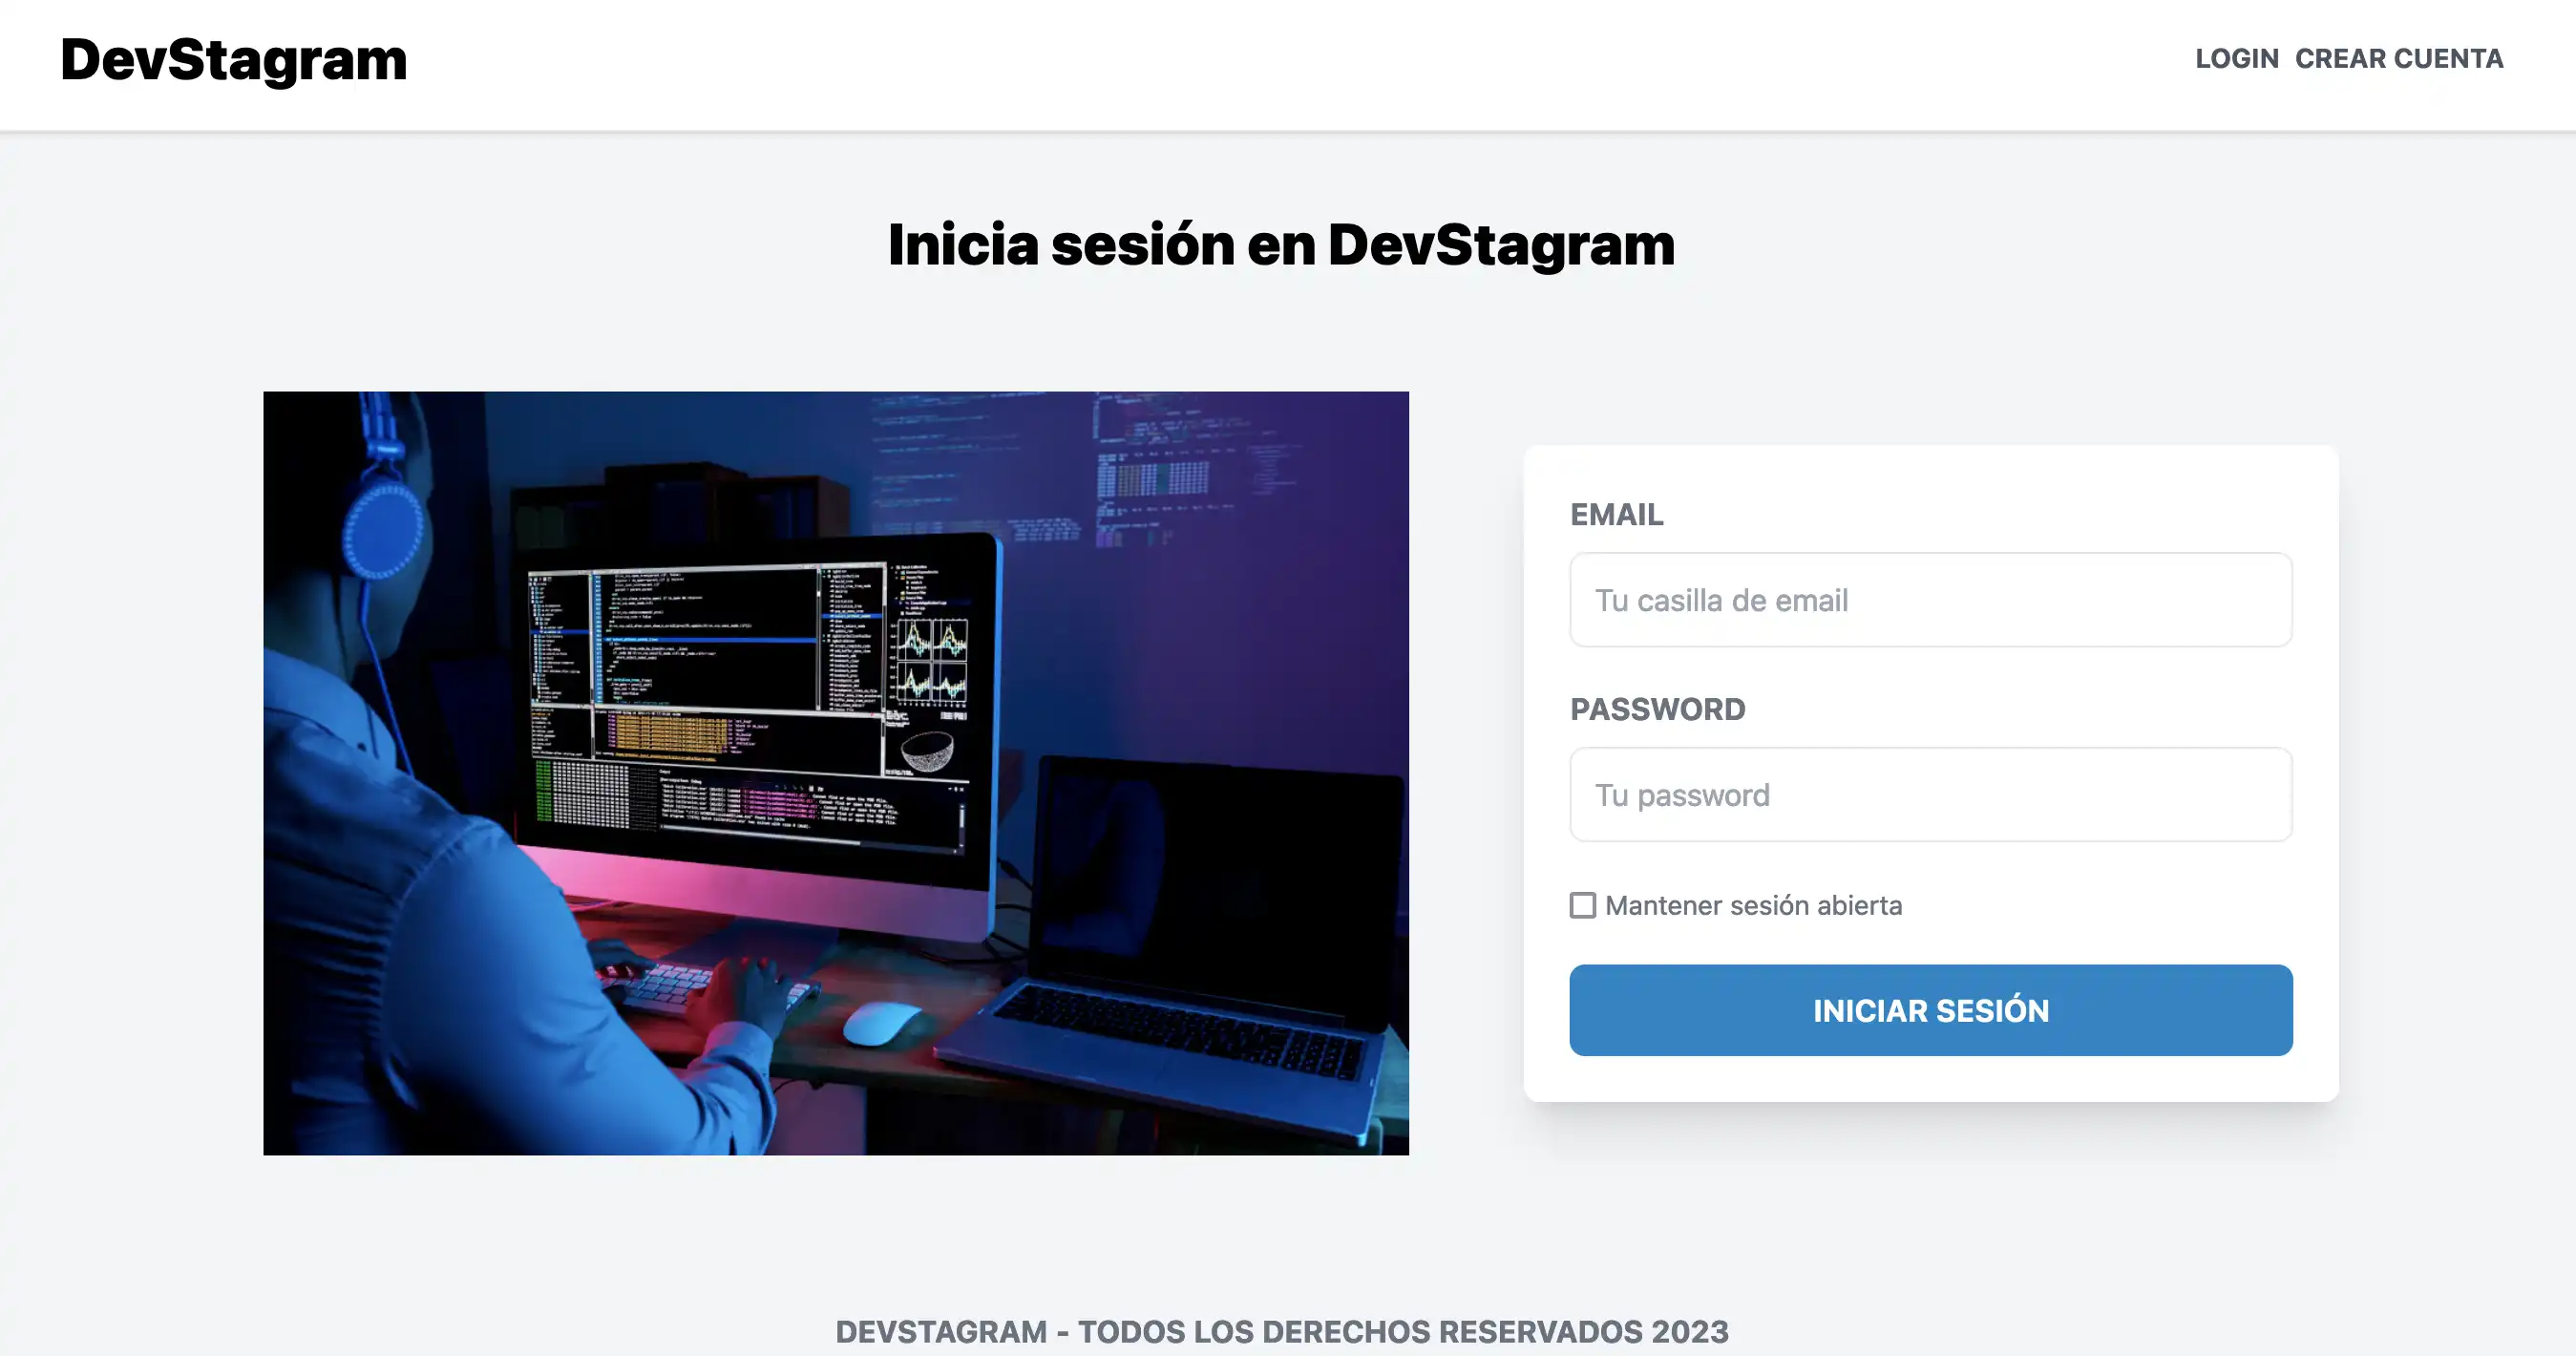 DevStagram
LOGIN CREAR CUENTA
Inicia sesión en DevStagram
EMAIL
Tu casilla de email
PASSWORD
Tu password
Mantener sesión abierta
INICIAR SESIÓN
DEVSTAGRAM - TODOS LOS DERECHOS RESERVADOS 2023